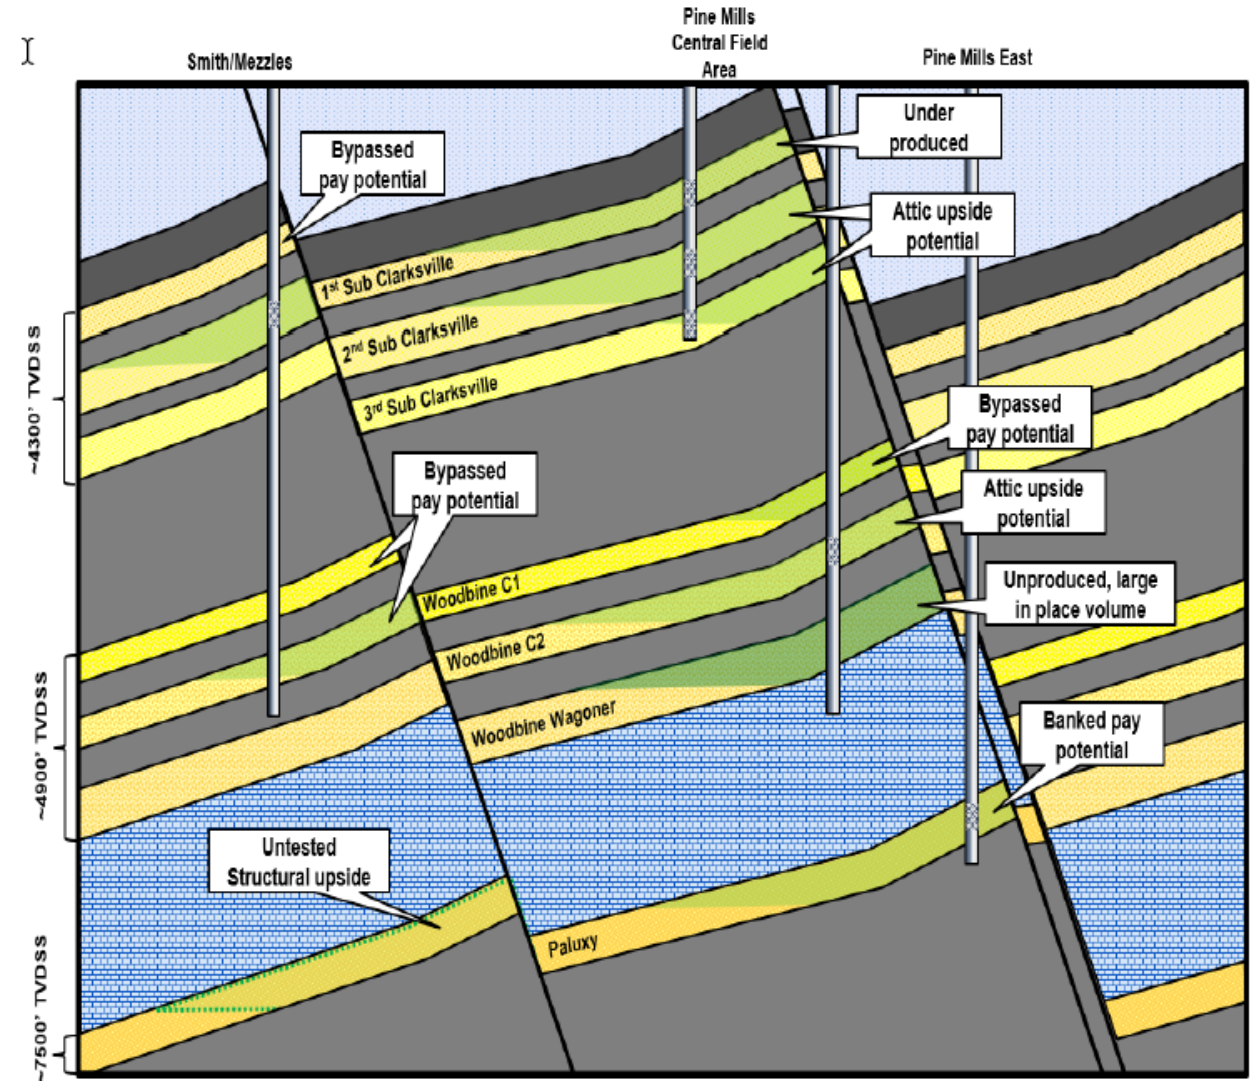 Pine Mills
Central Field
Area
Smith/Mezzles
Pine Mills East
Under
produced
Bypassed
pay potential
Attic upside
potential
1st Sub Clarksville
2nd Sub Clarksville
3rd Sub Clarksville
~4300' TVDSS
Bypassed
pay potential
Bypassed
pay potential
Attic upside
potential
Woodbine C1
Unproduced, large
in place volume
Woodbine C2
Woodbine Wagoner
~4900' TVDSS
Banked pay
potential
Untested
Structural upside
Paluxy
~7500' TVDSS